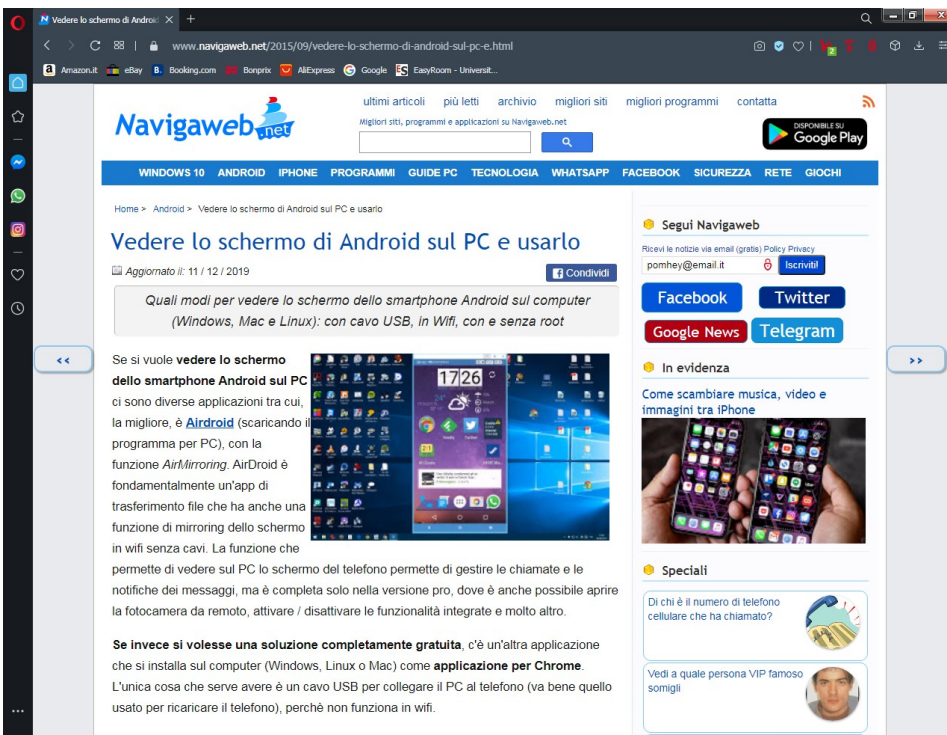 Vedere lo schermo di Android
www.navigaweb.net/2015/09/vedere-lo-schermo-di-android-sul-pc-e.html
2
Amazon.it eBay Booking.com Bonprix AliExpress Google EasyRoom - Universit...
Navigaweb.net
ultimi articoli più letti archivio migliori siti migliori programmi contatta
Migliori siti, programmi e applicazioni su Navigaweb.net
DISPONIBILE SU
Google Play
WINDOWS 10 ANDROID IPHONE PROGRAMMI GUIDE PC TECNOLOGIA WHATSAPP FACEBOOK SICUREZZA RETE GIOCHI
Home > Android > Vedere lo schermo di Android sul PC e usarlo
Vedere lo schermo di Android sul PC e usarlo
Aggiornato il: 11 / 12 / 2019
Condividi
Quali modi per vedere lo schermo dello smartphone Android sul computer
(Windows, Mac e Linux): con cavo USB, in Wifi, con e senza root
<<
Se si vuole vedere lo schermo
dello smartphone Android sul PC
ci sono diverse applicazioni tra cui,
la migliore, è Airdroid (scaricando il
programma per PC), con la
funzione AirMirroring. AirDroid è
fondamentalmente un'app di
trasferimento file che ha anche una
funzione di mirroring dello schermo
in wifi senza cavi. La funzione che
permette di vedere sul PC lo schermo del telefono permette di gestire le chiamate e le
notifiche dei messaggi, ma è completa solo nella versione pro, dove è anche possibile aprire
la fotocamera da remoto, attivare / disattivare le funzionalità integrate e molto altro.
17 26
Se invece si volesse una soluzione completamente gratuita, c'è un'altra applicazione
che si installa sul computer (Windows, Linux o Mac) come applicazione per Chrome.
L'unica cosa che serve avere è un cavo USB per collegare il PC al telefono (va bene quello
usato per ricaricare il telefono), perchè non funziona in wifi.
Segui Navigaweb
Ricevi le notizie via email (gratis) Policy Privacy
pomhey@email.it Iscriviti!
Facebook Twitter
Google News Telegram
>>
In evidenza
Come scambiare musica, video e
immagini tra iPhone
Speciali
Di chi è il numero di telefono
cellulare che ha chiamato?
Vedi a quale persona VIP famoso
somigli